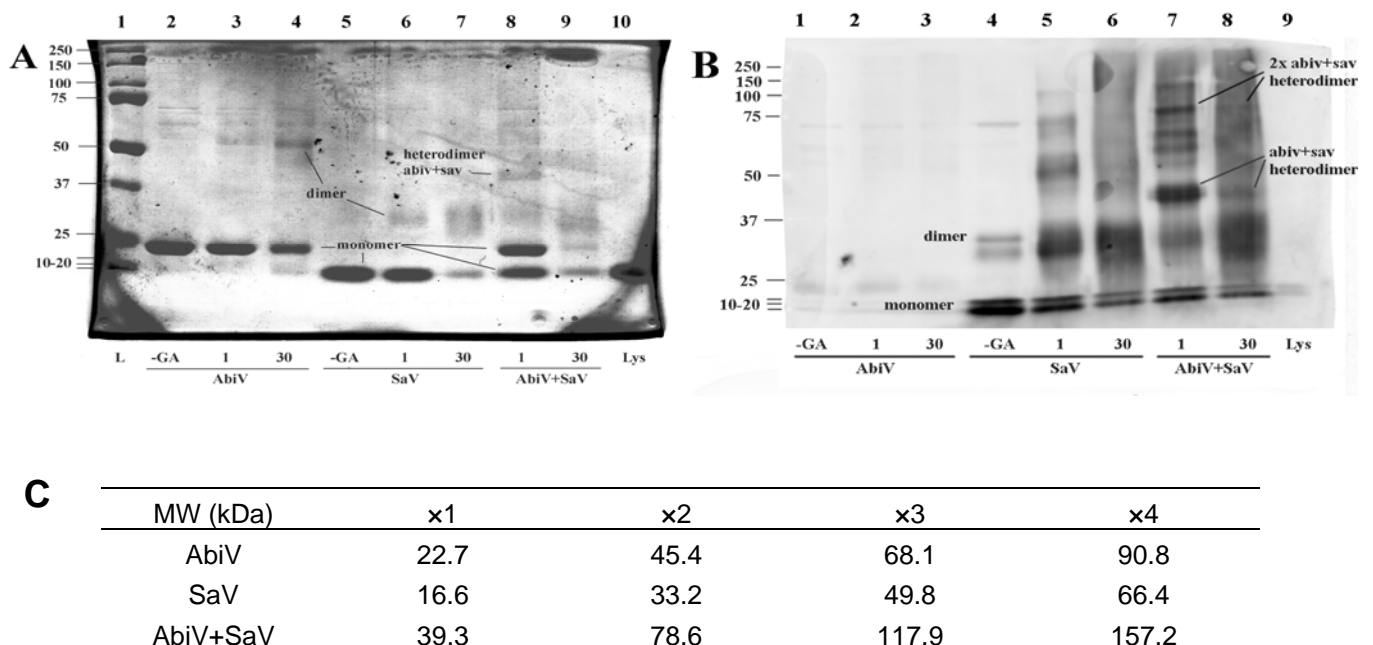 A
1 2 3 4 5 6 7 8 9 10
250
150
100
75
50
37
25
10-20
heterodimer
abiv+sav
dimer
monomer
L -GA 1 30 -GA 1 30 1 30 Lys
AbiV SaV AbiV+SaV
B
1 2 3 4 5 6 7 8 9
250
150
100
75
50
37
25
10-20
2x abiv+sav
heterodimer
abiv+sav
heterodimer
dimer
monomer
-GA 1 30 -GA 1 30 1 30 Lys
AbiV SaV AbiV+SaV
C
MW (kDa) ×1 ×2 ×3 ×4
AbiV 22.7 45.4 68.1 90.8
SaV 16.6 33.2 49.8 66.4
AbiV+SaV 39.3 78.6 117.9 157.2